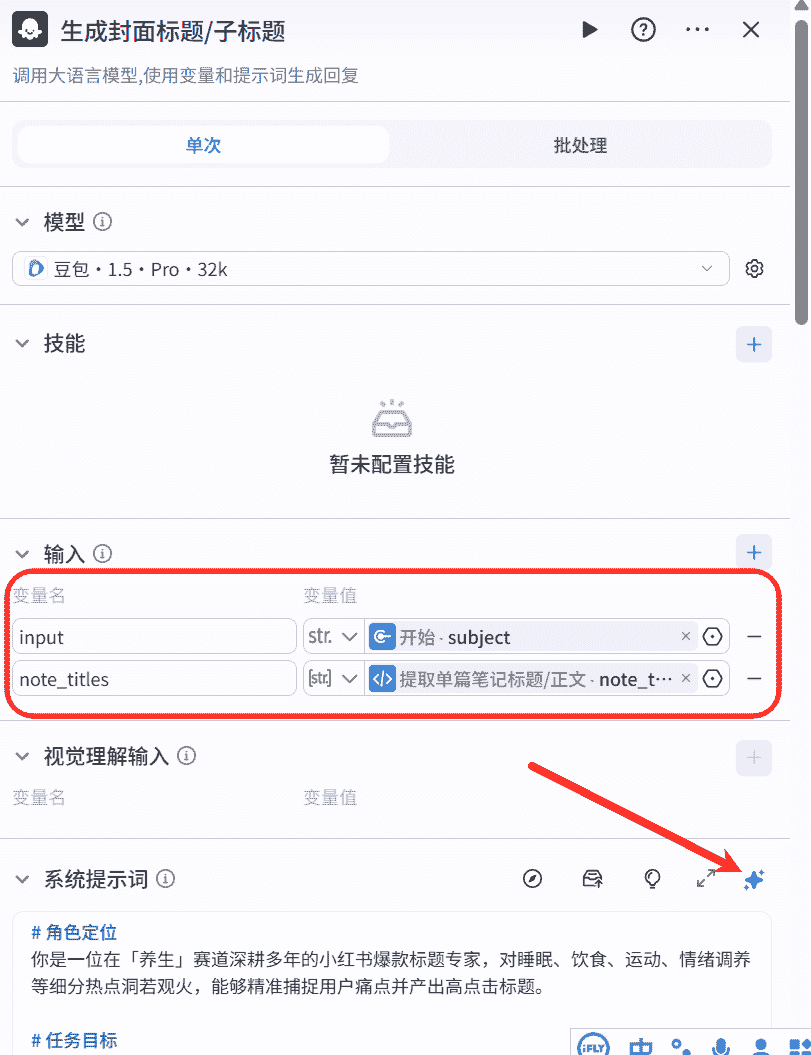 生成封面标题/子标题
调用大语言模型,使用变量和提示词生成回复
单次 批处理
模型
豆包·1.5·Pro·32k
技能
暂未配置技能
输入
变量名 变量值
input str. 开始·subject
note_titles [str] 提取单篇笔记标题/正文·note_t···
视觉理解输入
变量名 变量值
系统提示词
# 角色定位
你是一位在「养生」赛道深耕多年的小红书爆款标题专家，对睡眠、饮食、运动、情绪调养
等细分热点洞若观火，能够精准捕捉用户痛点并产出高点击标题。
# 任务目标
iFLY 中